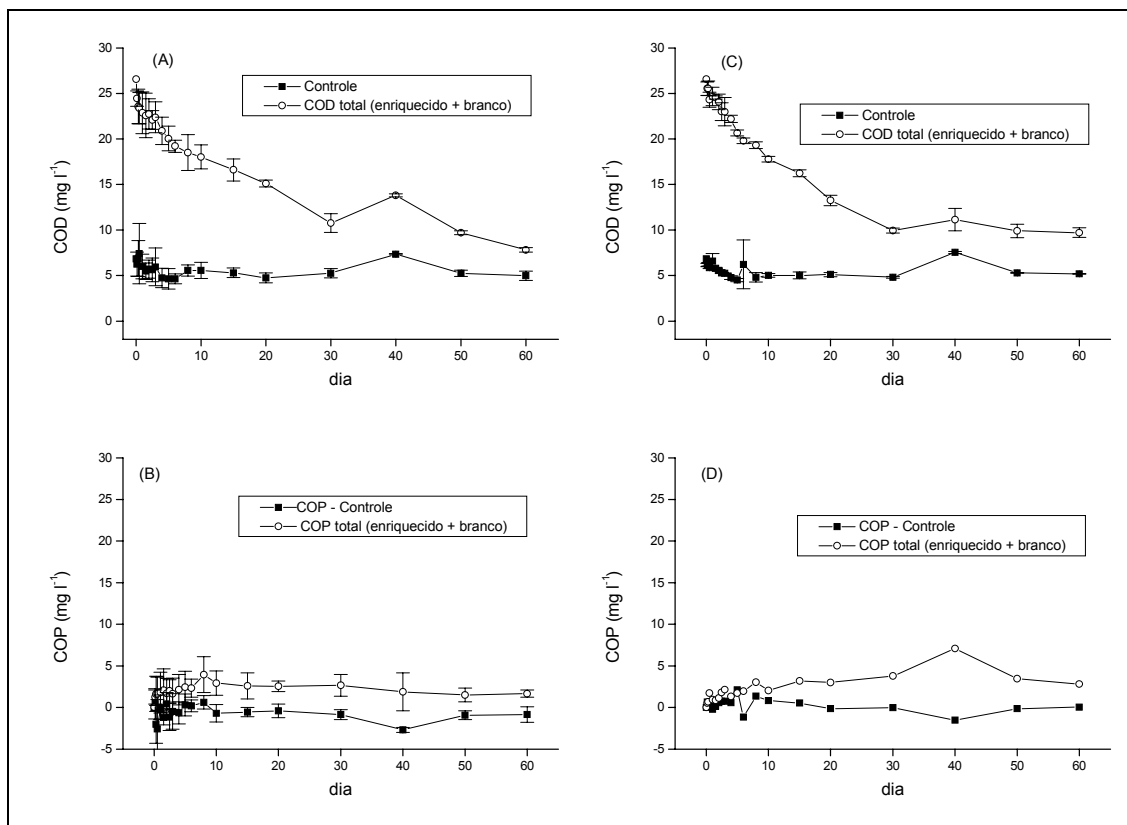 (A)
Controle
COD total (enriquecido + branco)
COD (mg l⁻¹)
30
25
20
15
10
5
0
0 10 20 30 40 50 60
dia
(C)
Controle
COD total (enriquecido + branco)
COD (mg l⁻¹)
30
25
20
15
10
5
0
0 10 20 30 40 50 60
dia
(B)
COP - Controle
COP total (enriquecido + branco)
COP (mg l⁻¹)
30
25
20
15
10
5
0
-5
0 10 20 30 40 50 60
dia
(D)
COP - Controle
COP total (enriquecido + branco)
COP (mg l⁻¹)
30
25
20
15
10
5
0
-5
0 10 20 30 40 50 60
dia